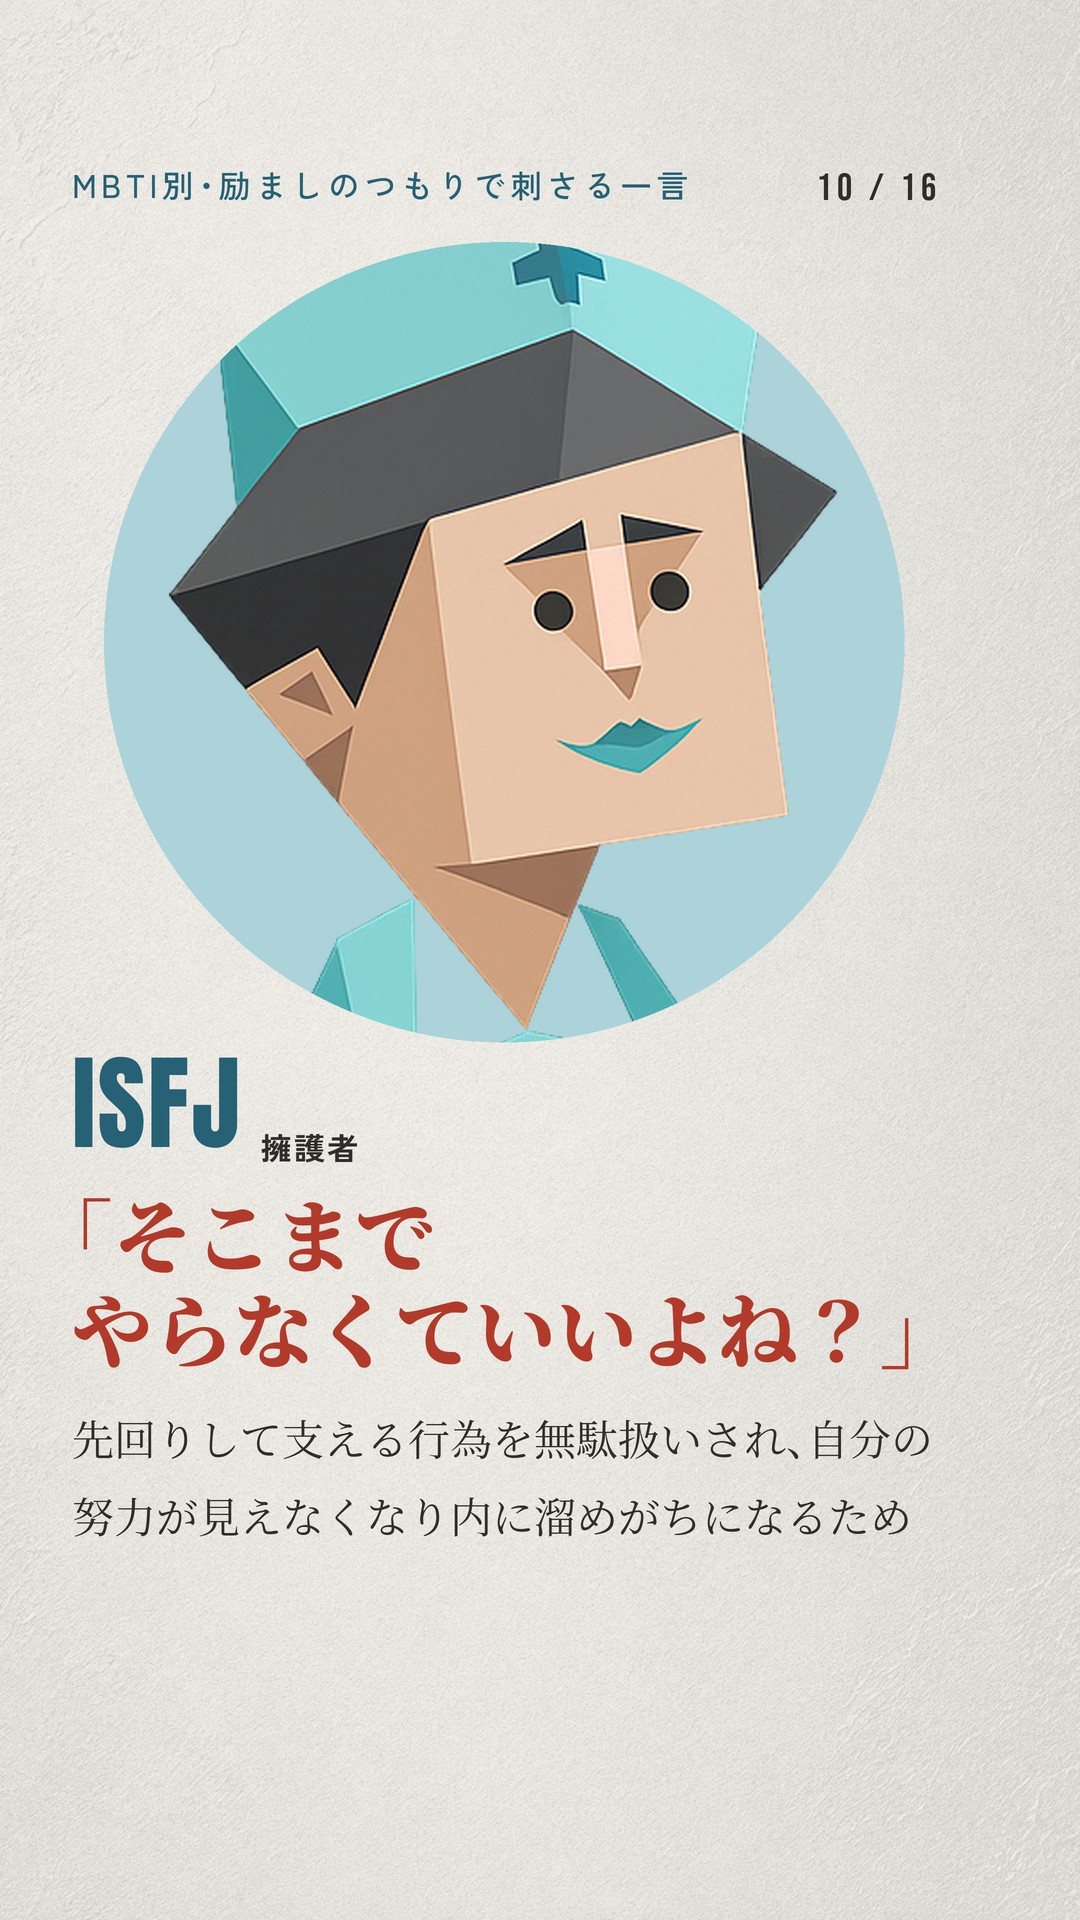 MBTI別・励ましのつもりで刺さる一言
10 / 16
ISFJ
擁護者
「そこまで
やらなくていいよね？」
先回りして支える行為を無駄扱いされ、自分の
努力が見えなくなり内に溜めがちになるため